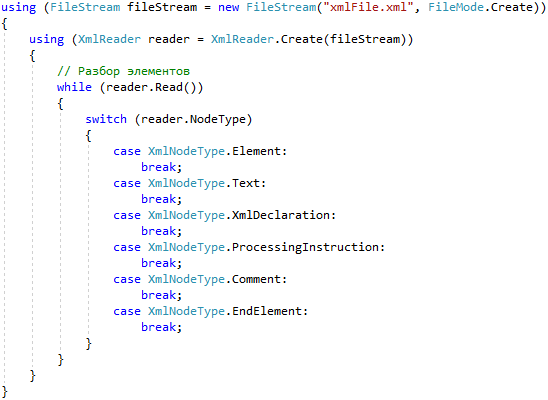 using (FileStream fileStream = new FileStream("xmlFile.xml", FileMode.Create))
{
    using (XmlReader reader = XmlReader.Create(fileStream))
    {
        // Разбор элементов
        while (reader.Read())
        {
            switch (reader.NodeType)
            {
                case XmlNodeType.Element:
                    break;
                case XmlNodeType.Text:
                    break;
                case XmlNodeType.XmlDeclaration:
                    break;
                case XmlNodeType.ProcessingInstruction:
                    break;
                case XmlNodeType.Comment:
                    break;
                case XmlNodeType.EndElement:
                    break;
            }
        }
    }
}